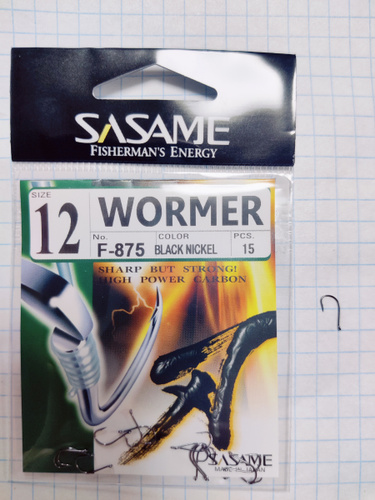 SASAME
FISHERMAN'S ENERGY
SIZE
12
WORMER
No. COLOR PCS.
F-875 BLACK NICKEL 15
SHARP BUT STRONG!
HIGH POWER CARBON
SASAME
MADE IN JAPAN